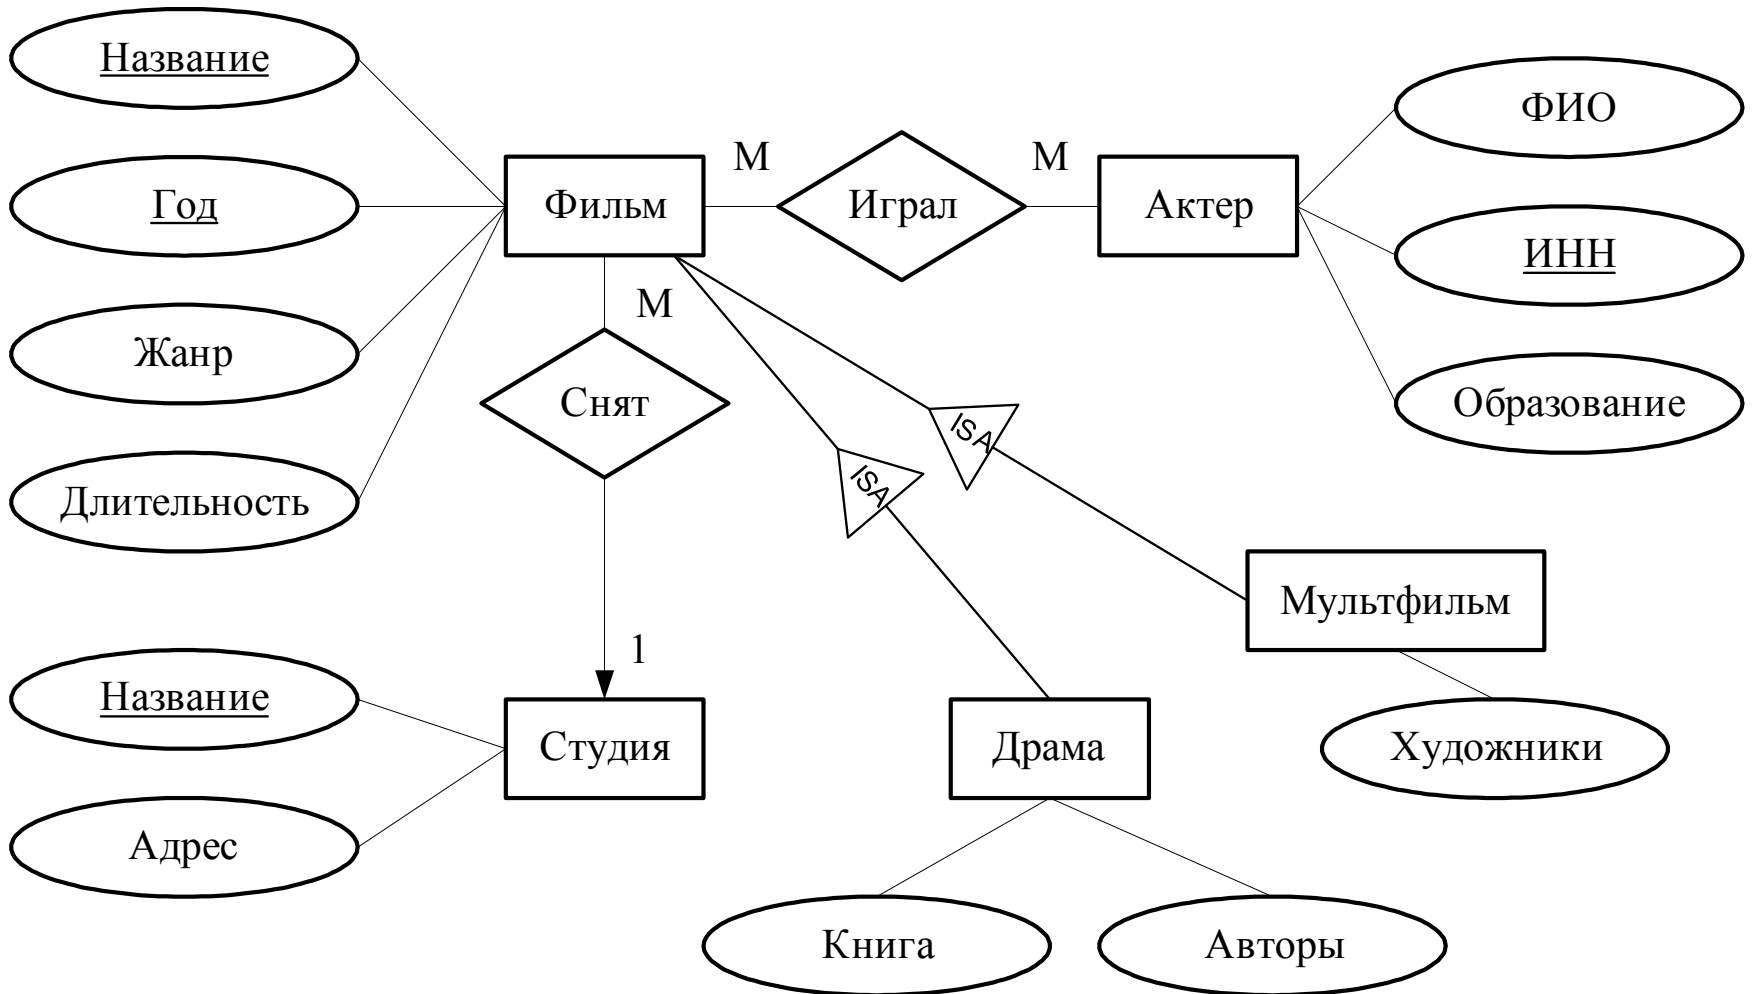 Название
ФИО
М
М
Год
Фильм
Играл
Актер
ИНН
М
Жанр
Снят
ISA
Образование
ISA
Длительность
Мультфильм
1
Название
Студия
Драма
Художники
Адрес
Книга
Авторы